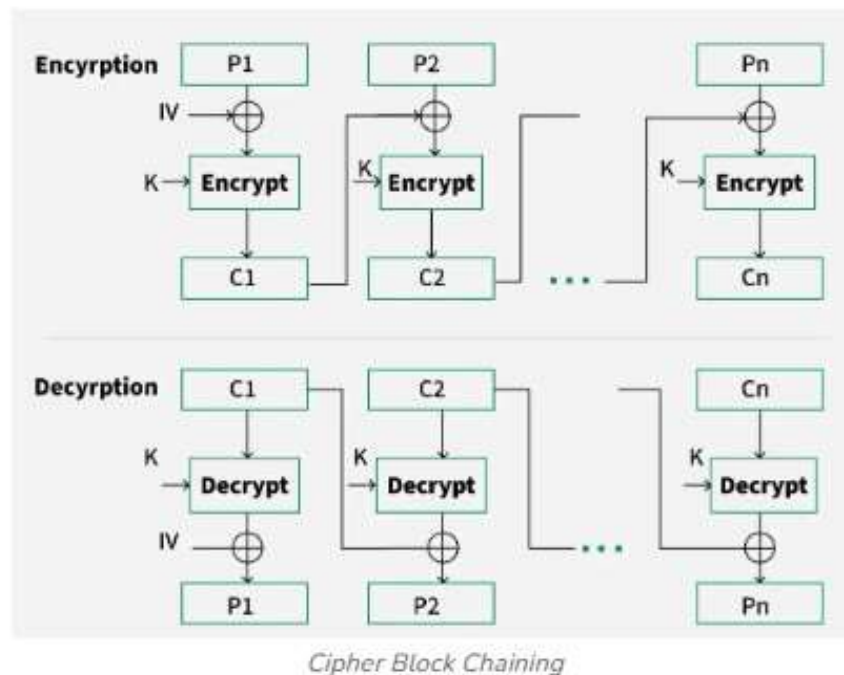 Encyrption P1 P2 Pn
IV
K Encrypt K Encrypt K Encrypt
C1 C2 Cn
Decyrption C1 C2 Cn
K Decrypt K Decrypt K Decrypt
IV
P1 P2 Pn
Cipher Block Chaining